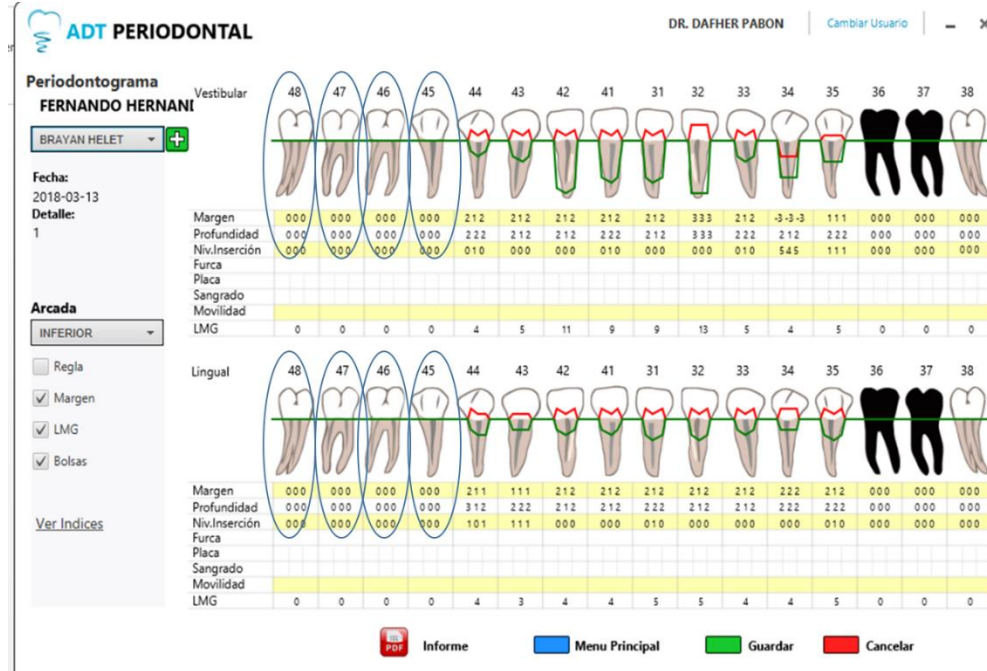 ADT PERIODONTAL
DR. DAFHER PABON
Cambiar Usuario
Periodontograma
FERNANDO HERNANI
BRAYAN HELET
Fecha:
2018-03-13
Detalle:
1
Arcada
INFERIOR
Regla
Margen
LMG
Bolsas
Ver Indices
Vestibular 48 47 46 45 44 43 42 41 31 32 33 34 35 36 37 38
Margen 000 000 000 000 212 212 212 212 212 333 212 -3-3-3 111 000 000 000
Profundidad 000 000 000 000 222 212 212 222 212 333 222 212 222 000 000 000
Niv.Inserción 000 000 000 000 010 000 000 010 000 000 010 545 111 000 000 000
Furca
Placa
Sangrado
Movilidad
LMG 0 0 0 0 4 5 11 9 9 13 5 4 5 0 0 0
Lingual 48 47 46 45 44 43 42 41 31 32 33 34 35 36 37 38
Margen 000 000 000 000 211 111 212 212 212 212 212 222 212 000 000 000
Profundidad 000 000 000 000 312 222 212 212 222 212 212 222 222 000 000 000
Niv.Inserción 000 000 000 000 101 111 000 000 010 000 000 000 010 000 000 000
Furca
Placa
Sangrado
Movilidad
LMG 0 0 0 0 4 3 4 4 5 5 4 4 5 0 0 0
PDF Informe Menu Principal Guardar Cancelar